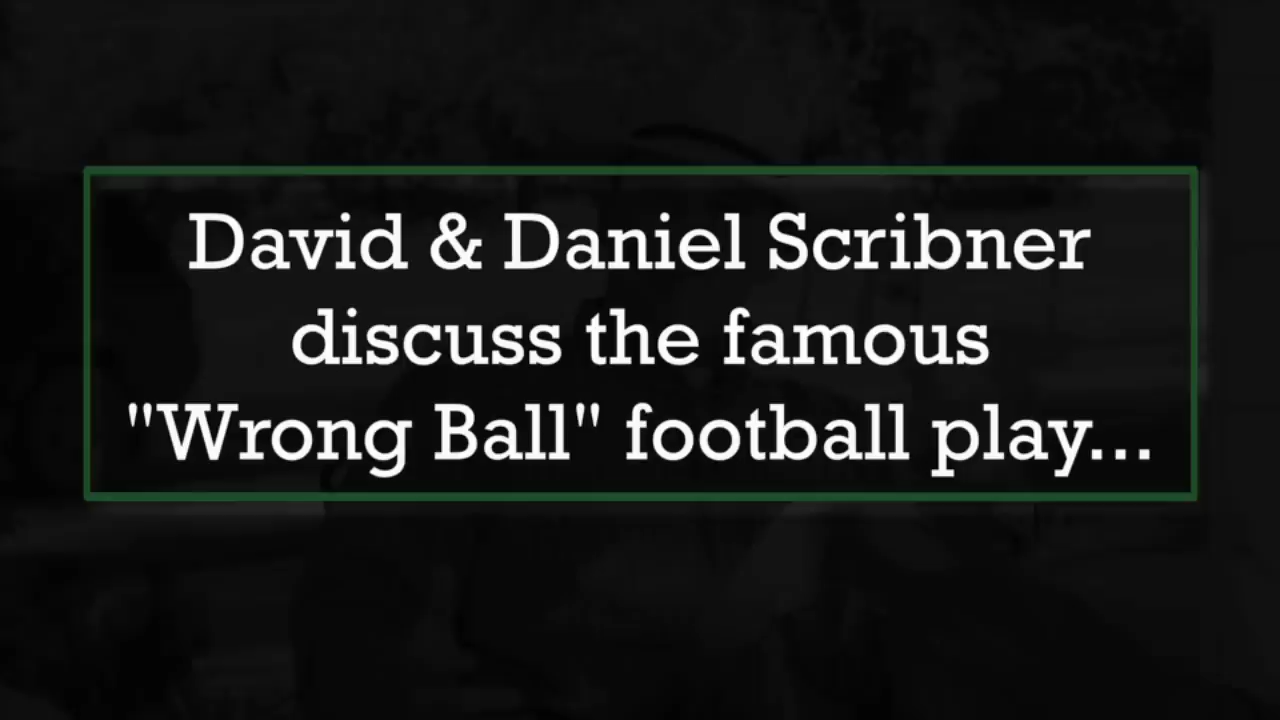 David & Daniel Scribner
discuss the famous
"Wrong Ball" football play...